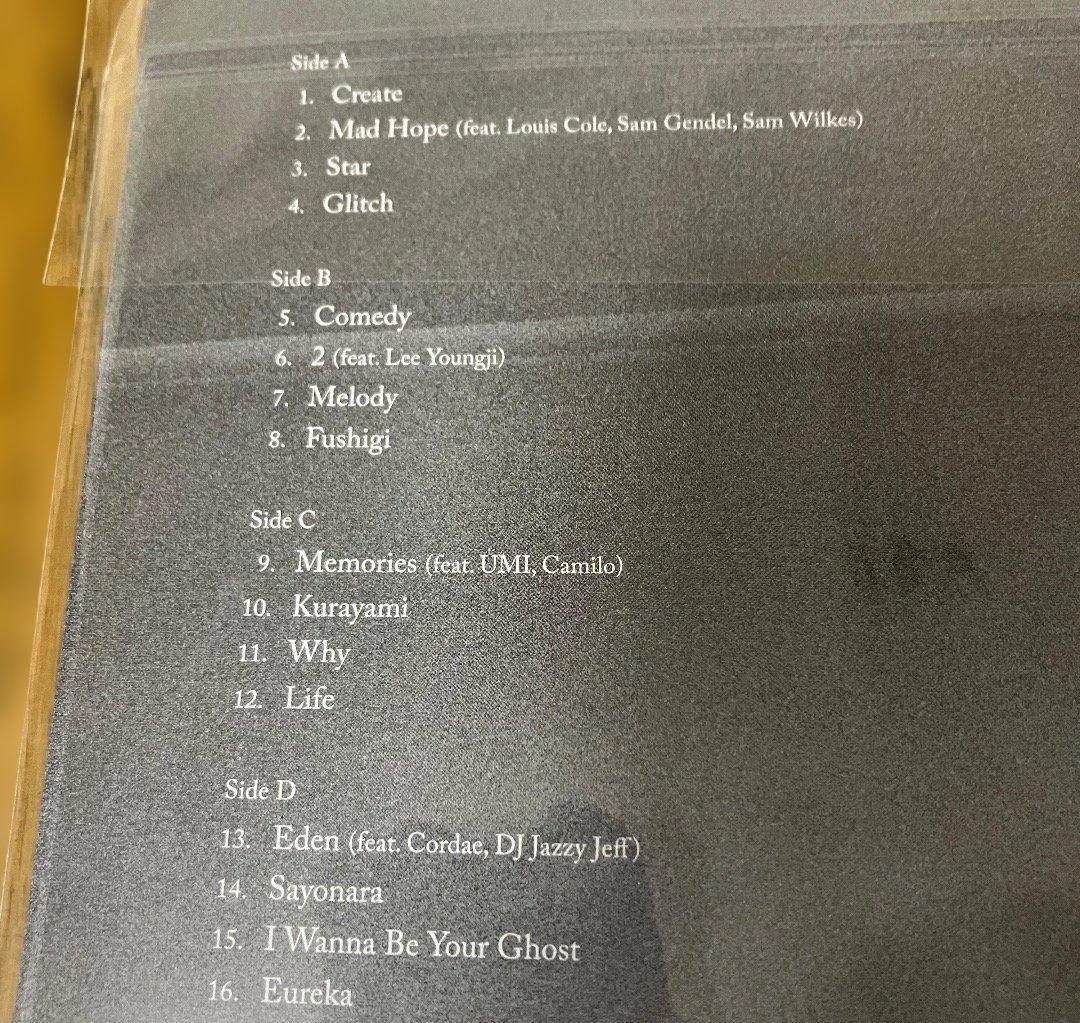 Side A
1. Create
2. Mad Hope (feat. Louis Cole, Sam Gendel, Sam Wilkes)
3. Star
4. Glitch
Side B
5. Comedy
6. 2 (feat. Lee Youngji)
7. Melody
8. Fushigi
Side C
9. Memories (feat. UMI, Camilo)
10. Kurayami
11. Why
12. Life
Side D
13. Eden (feat. Cordae, DJ Jazzy Jeff)
14. Sayonara
15. I Wanna Be Your Ghost
16. Eureka